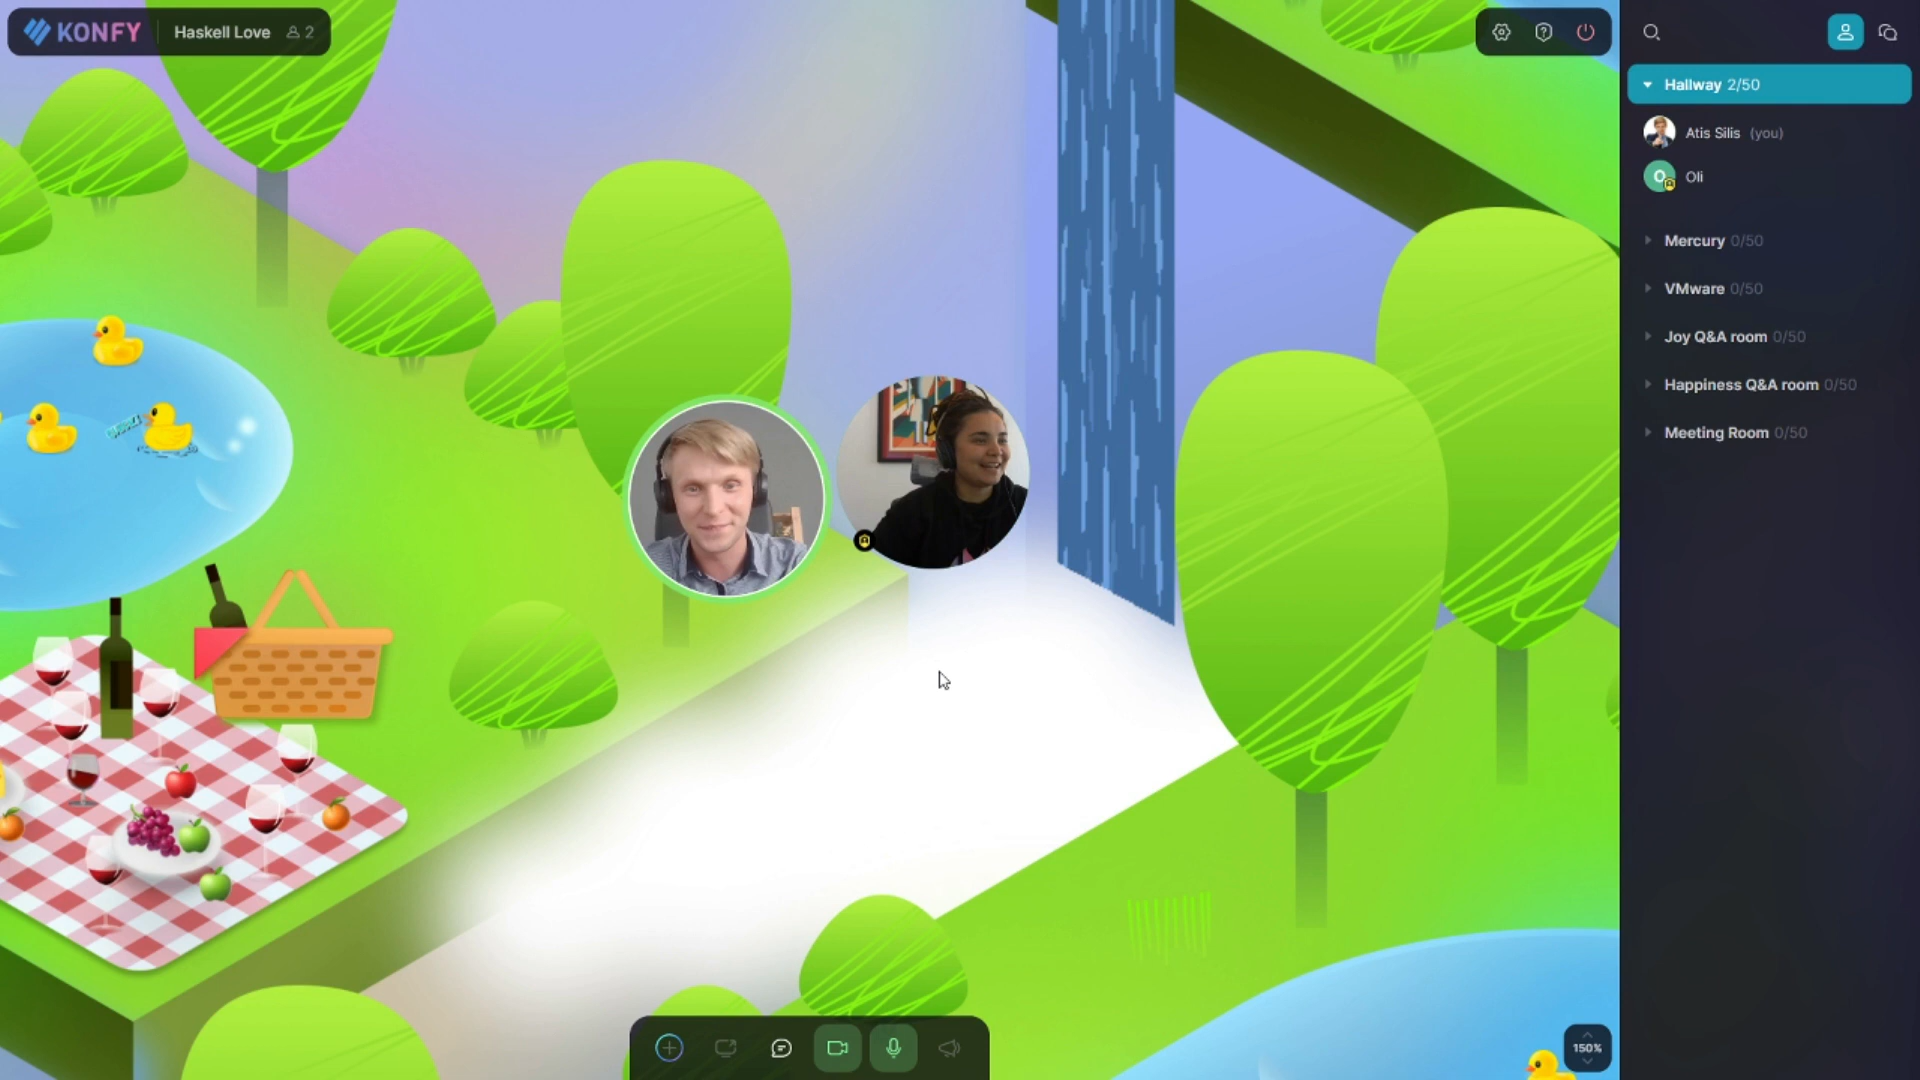 KONFY Haskell Love 2
Hallway 2/50
Atis Silis (you)
O Oli
Mercury 0/50
VMware 0/50
Joy Q&A room 0/50
Happiness Q&A room 0/50
Meeting Room 0/50
150%